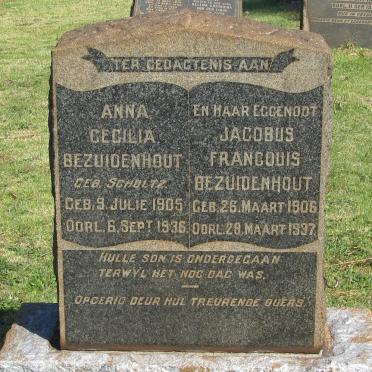 TER GEDAGTENIS AAN
ANNA
CECILIA
BEZUIDENHOUT
GEB. SCHOLTZ.
GEB. 9. JULIE 1905
OORL. 6. SEPT 1936
EN HAAR EGGENOOT
JACOBUS
FRANCOUIS
BEZUIDENHOUT
GEB. 26. MAART 1906
OORL. 28. MAART 1937.
HULLE SON IS ONDERGEGAAN
TERWYL HET NOG DAG WAS.
OPGERIG DEUR HUL TREURENDE OUERS.